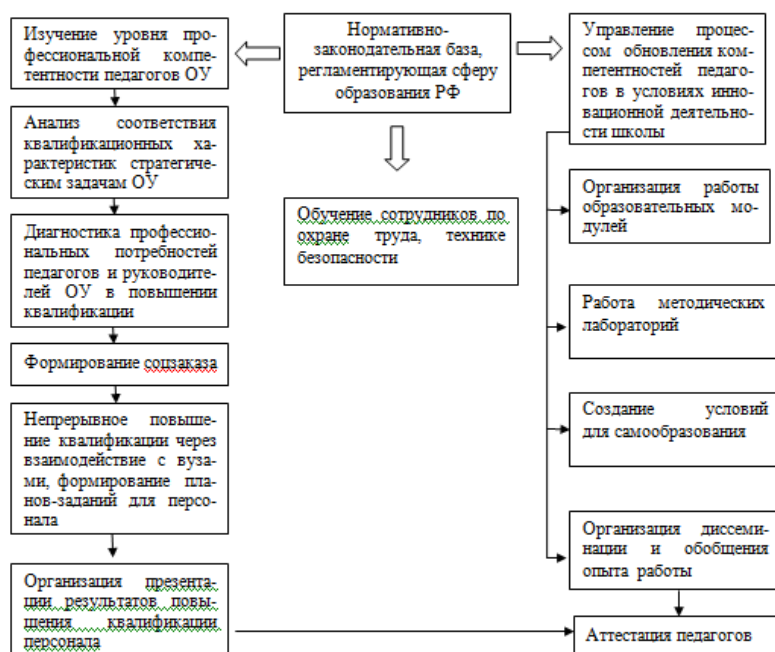 Изучение уровня про-
фессиональной компе-
тентности педагогов ОУ
Анализ соответствия
квалификационных ха-
рактеристик стратегиче-
ским задачам ОУ
Диагностика профессио-
нальных потребностей
педагогов и руководите-
лей ОУ в повышении
квалификации
Формирование соцзаказа
Непрерывное повыше-
ние квалификации через
взаимодействие с вуза-
ми, формирование пла-
нов-заданий для персо-
нала
Организация презента-
ции результатов повы-
шения квалификации
персонала
Нормативно-
законодательная база,
регламентирующая сферу
образования РФ
Обучение сотрудников по
охране труда, технике
безопасности
Управление процес-
сом обновления ком-
петентностей педаго-
гов в условиях инно-
вационной деятельно-
сти школы
Организация работы
образовательных мо-
дулей
Работа методических
лабораторий
Создание условий
для самообразования
Организация диссеми-
нации и обобщения
опыта работы
Аттестация педагогов